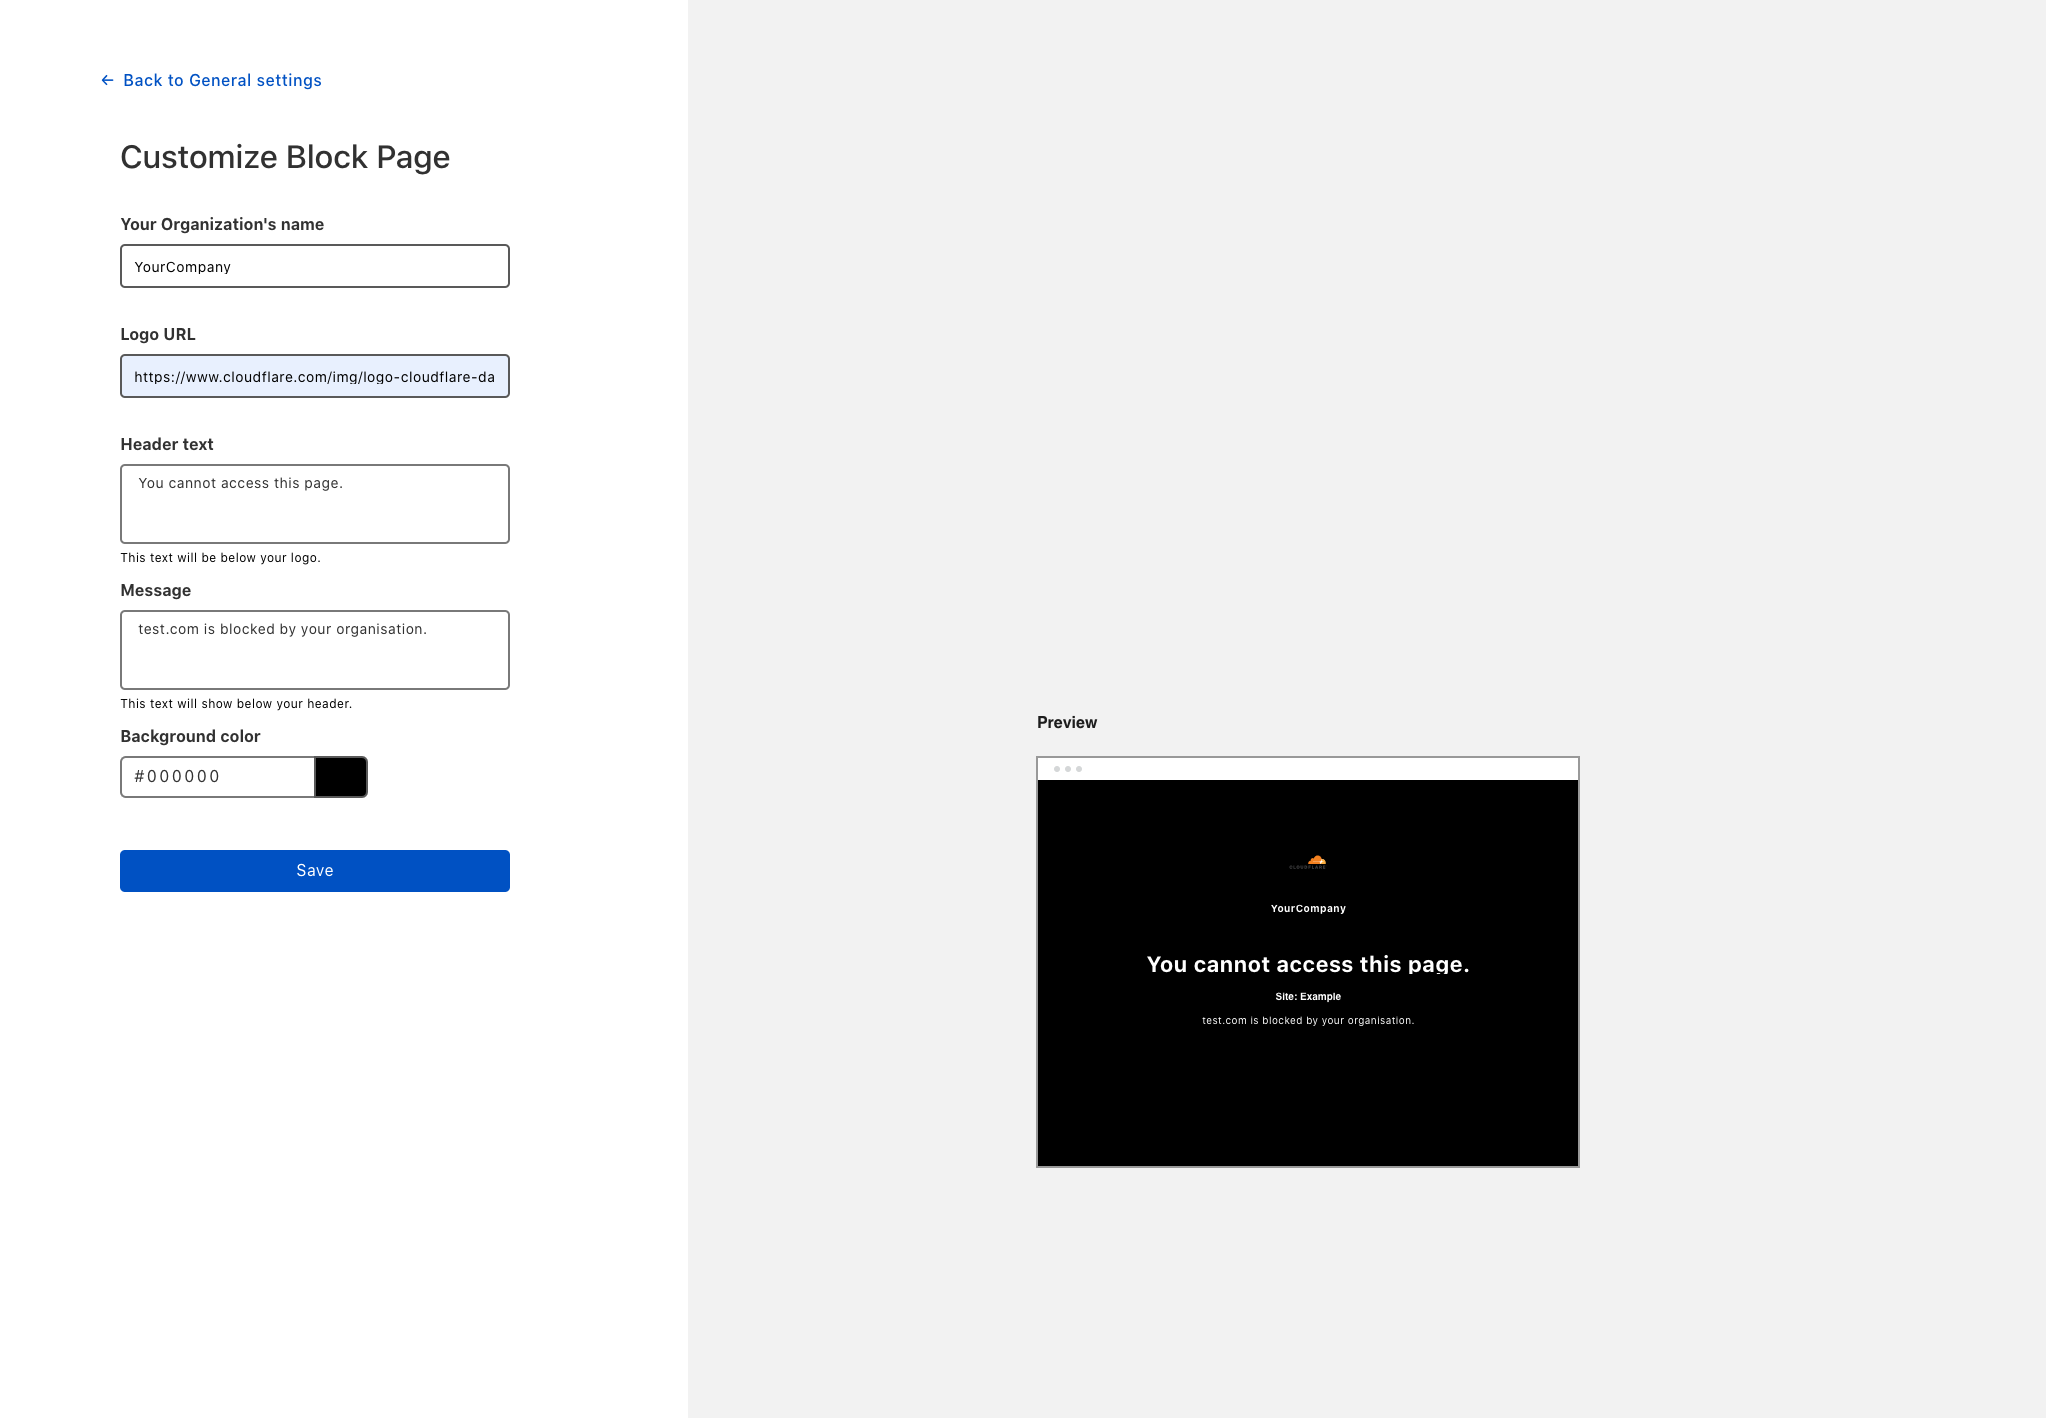 ← Back to General settings
Customize Block Page
Your Organization's name
YourCompany
Logo URL
https://www.cloudflare.com/img/logo-cloudflare-da
Header text
You cannot access this page.
This text will be below your logo.
Message
test.com is blocked by your organisation.
This text will show below your header.
Background color
#000000
Save
Preview
CLOUDFLARE
YourCompany
You cannot access this page.
Site: Example
test.com is blocked by your organisation.